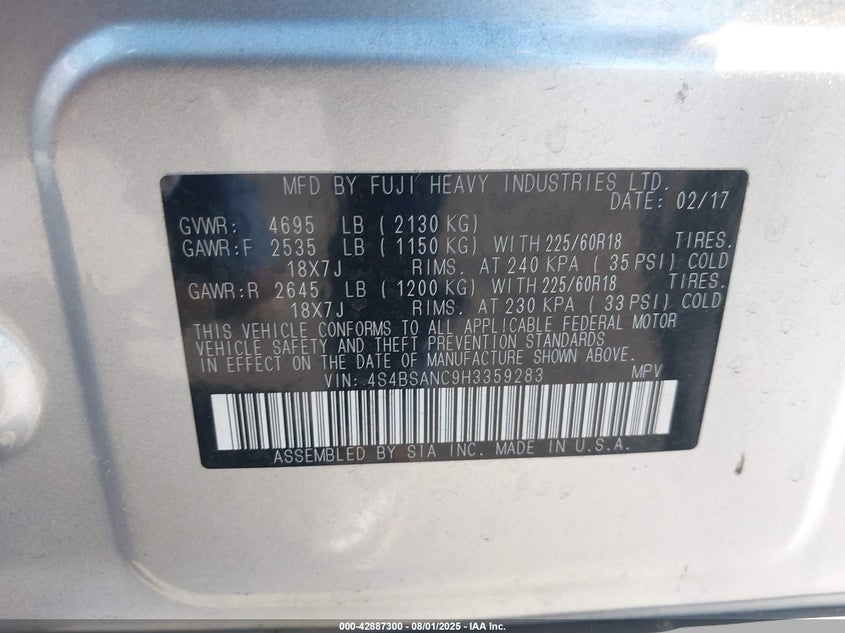 MFD BY FUJI HEAVY INDUSTRIES LTD.
DATE: 02/17
GVWR: 4695 LB ( 2130 KG)
GAWR:F 2535 LB ( 1150 KG) WITH 225/60R18 TIRES.
18X7J RIMS. AT 240 KPA ( 35 PSI) COLD
GAWR:R 2645 LB ( 1200 KG) WITH 225/60R18 TIRES.
18X7J RIMS. AT 230 KPA ( 33 PSI) COLD
THIS VEHICLE CONFORMS TO ALL APPLICABLE FEDERAL MOTOR
VEHICLE SAFETY AND THEFT PREVENTION STANDARDS
IN EFFECT ON THE DATE OF MANUFACTURE SHOWN ABOVE.
VIN: 4S4BSANC9H3359283 MPV
ASSEMBLED BY SIA INC. MADE IN U.S.A.
000-42887300 - 08/01/2025 - IAA Inc.